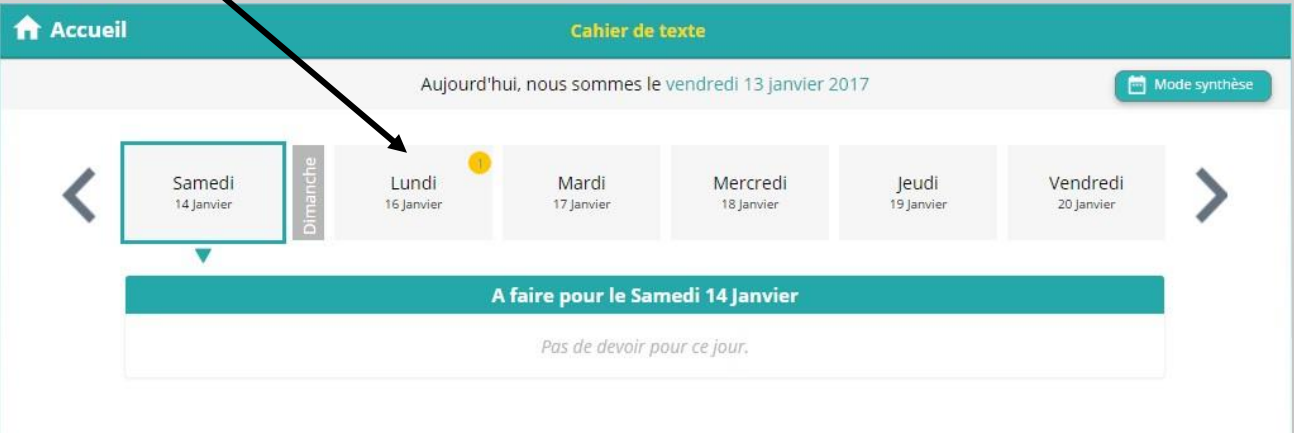 Accueil
Cahier de texte
Aujourd'hui, nous sommes le vendredi 13 janvier 2017
Mode synthèse
Samedi
14 Janvier
Dimanche
Lundi
16 Janvier
1
Mardi
17 Janvier
Mercredi
18 Janvier
Jeudi
19 Janvier
Vendredi
20 Janvier
A faire pour le Samedi 14 Janvier
Pas de devoir pour ce jour.